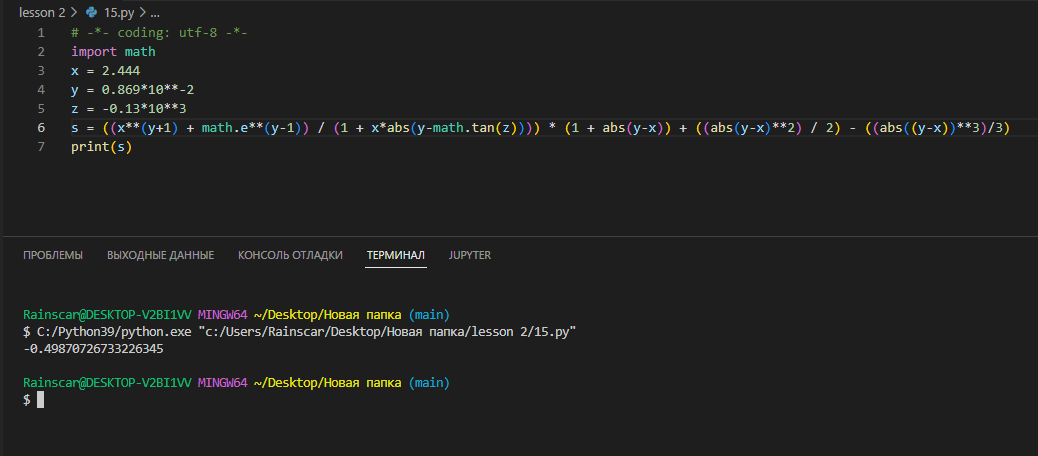 lesson 2 > 15.py > ...
1 # -*- coding: utf-8 -*-
2 import math
3 x = 2.444
4 y = 0.869*10**-2
5 z = -0.13*10**3
6 s = ((x**(y+1) + math.e**(y-1)) / (1 + x*abs(y-math.tan(z)))) * (1 + abs(y-x)) + ((abs(y-x)**2) / 2) - ((abs((y-x))**3)/3)
7 print(s)
ПРОБЛЕМЫ ВЫХОДНЫЕ ДАННЫЕ КОНСОЛЬ ОТЛАДКИ ТЕРМИНАЛ JUPYTER
Rainscar@DESKTOP-V2BI1VV MINGW64 ~/Desktop/Новая папка (main)
$ C:/Python39/python.exe "c:/Users/Rainscar/Desktop/Новая папка/lesson 2/15.py"
-0.49870726733226345
Rainscar@DESKTOP-V2BI1VV MINGW64 ~/Desktop/Новая папка (main)
$